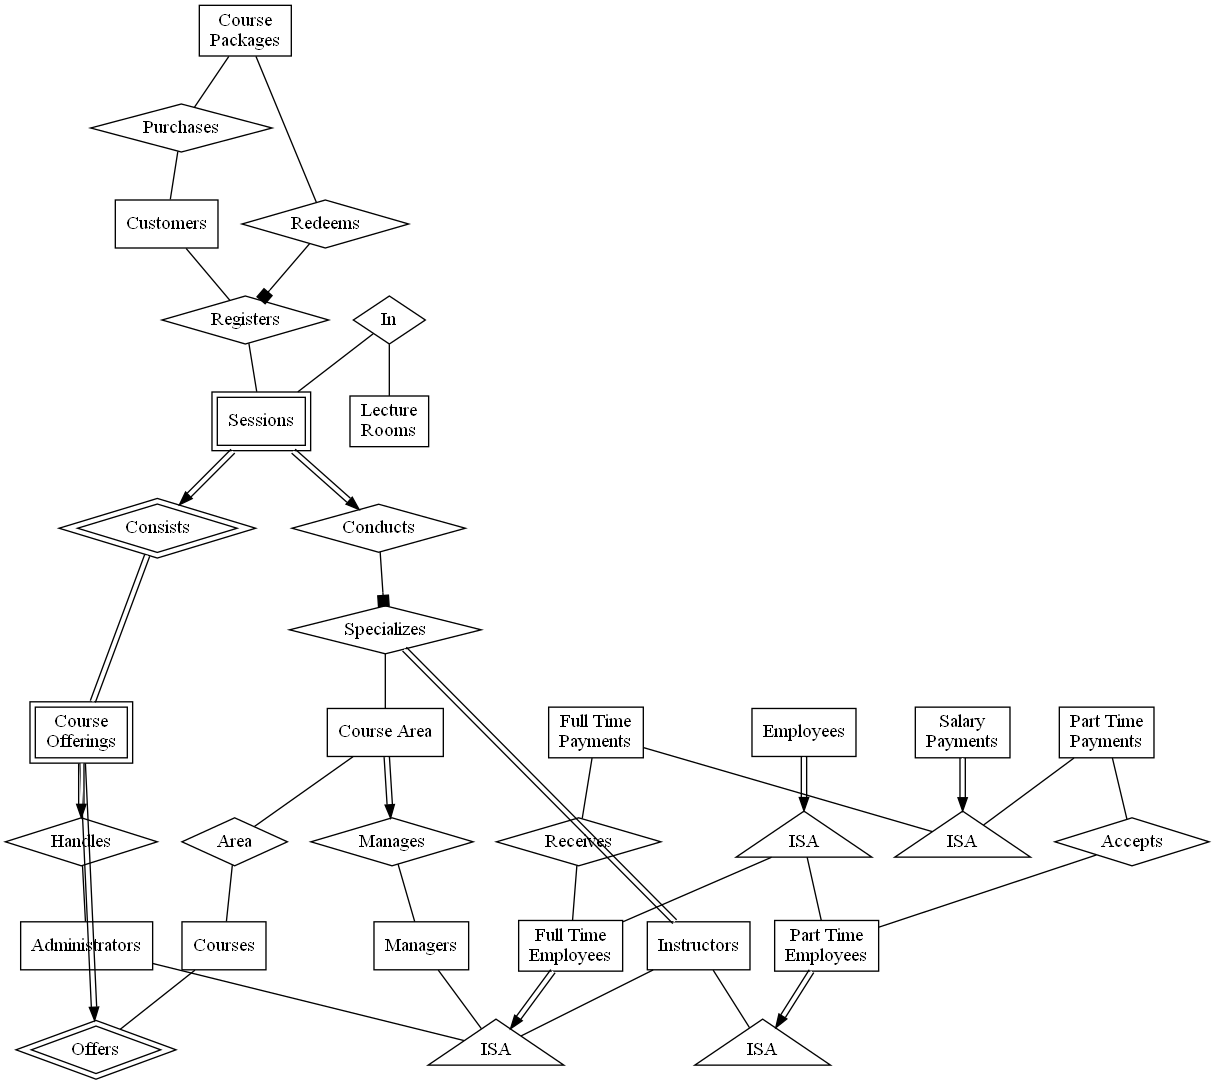 Course
Packages
Purchases
Customers
Redeems
Registers
In
Sessions
Lecture
Rooms
Consists
Conducts
Specializes
Course
Offerings
Course Area
Full Time
Payments
Employees
Salary
Payments
Part Time
Payments
Handles
Area
Manages
Receives
ISA
ISA
Accepts
Administrators
Courses
Managers
Full Time
Employees
Instructors
Part Time
Employees
Offers
ISA
ISA